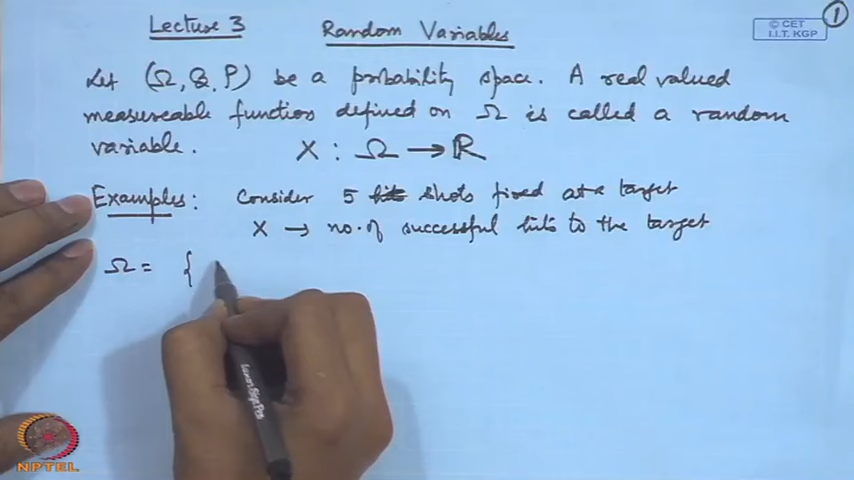 Lecture 3 Random Variables
© CET
I.I.T. KGP
1
Let (Ω, B, P) be a probability space. A real valued
measureable function defined on Ω is called a random
variable. X : Ω → R
Examples: Consider 5 shots fired at a target
X → no. of successful hits to the target
Ω = {
NPTEL
LuxorSignPen